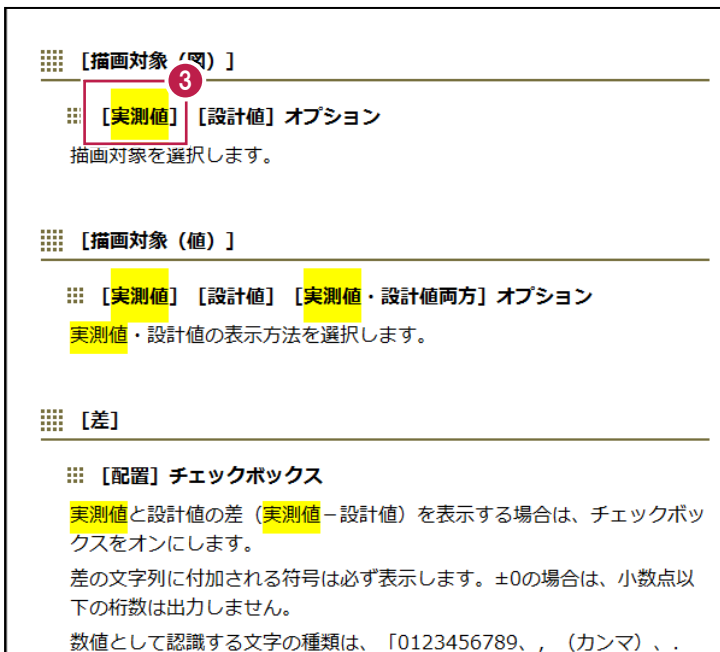 [描画対象（図）]
3
[実測値] [設計値] オプション
描画対象を選択します。
[描画対象（値）]
[実測値] [設計値] [実測値・設計値両方] オプション
実測値・設計値の表示方法を選択します。
[差]
[配置] チェックボックス
実測値と設計値の差（実測値－設計値）を表示する場合は、チェックボッ
クスをオンにします。
差の文字列に付加される符号は必ず表示します。±0の場合は、小数点以
下の桁数は出力しません。
数値として認識する文字の種類は、「0123456789、,（カンマ）、.